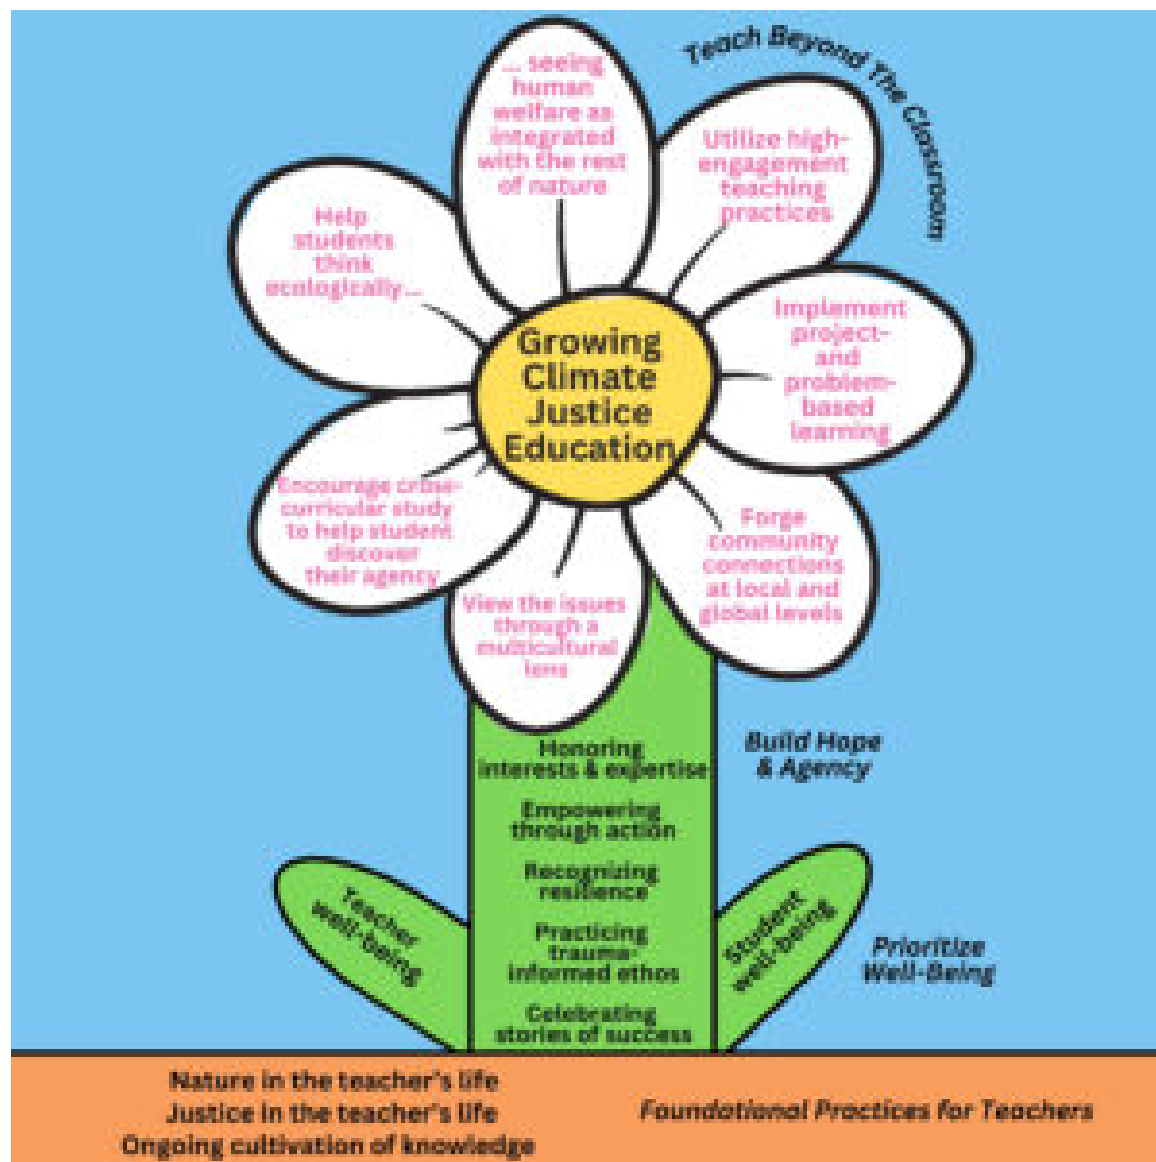 Teach Beyond The Classroom
... seeing
human
welfare as
integrated
with the rest
of nature
Utilize high-
engagement
teaching
practices
Help
students
think
ecologically...
Implement
project-
and
problem-
based
learning
Growing
Climate
Justice
Education
Encourage cross-
curricular study
to help student
discover
their agency
Forge
community
connections
at local and
global levels
View the issues
through a
multicultural
lens
Honoring
interests & expertise
Build Hope
& Agency
Empowering
through action
Recognizing
resilience
Teacher
well-being
Practicing
trauma-
informed ethos
Student
well-being
Prioritize
Well-Being
Celebrating
stories of success
Nature in the teacher's life
Justice in the teacher's life
Ongoing cultivation of knowledge
Foundational Practices for Teachers